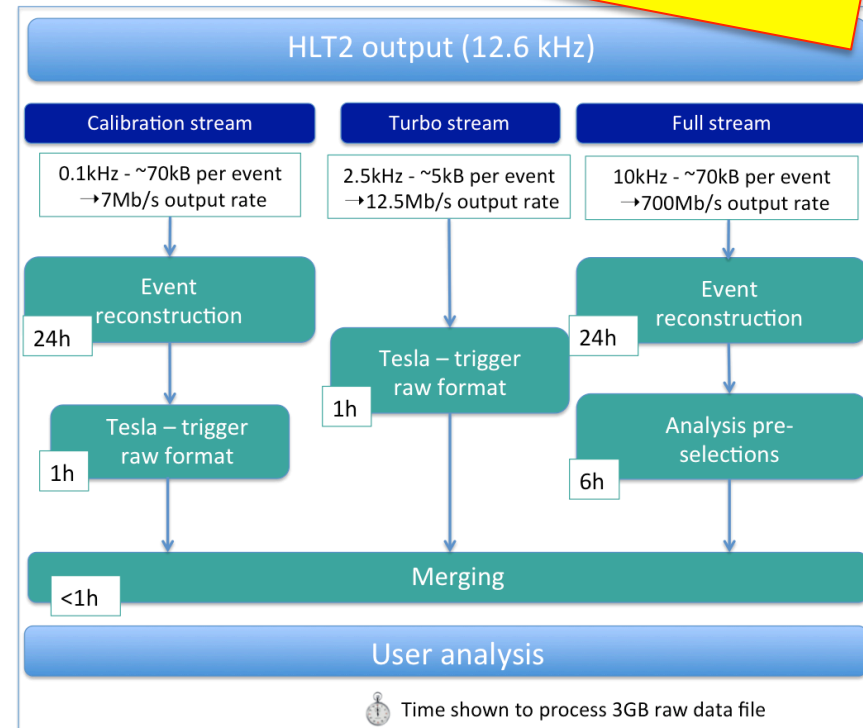 HLT2 output (12.6 kHz)
Calibration stream
0.1kHz - ~70kB per event
→7Mb/s output rate
Event
reconstruction
24h
Tesla – trigger
raw format
1h
Turbo stream
2.5kHz - ~5kB per event
→12.5Mb/s output rate
Tesla – trigger
raw format
1h
Full stream
10kHz - ~70kB per event
→700Mb/s output rate
Event
reconstruction
24h
Analysis pre-
selections
6h
Merging
<1h
User analysis
Time shown to process 3GB raw data file